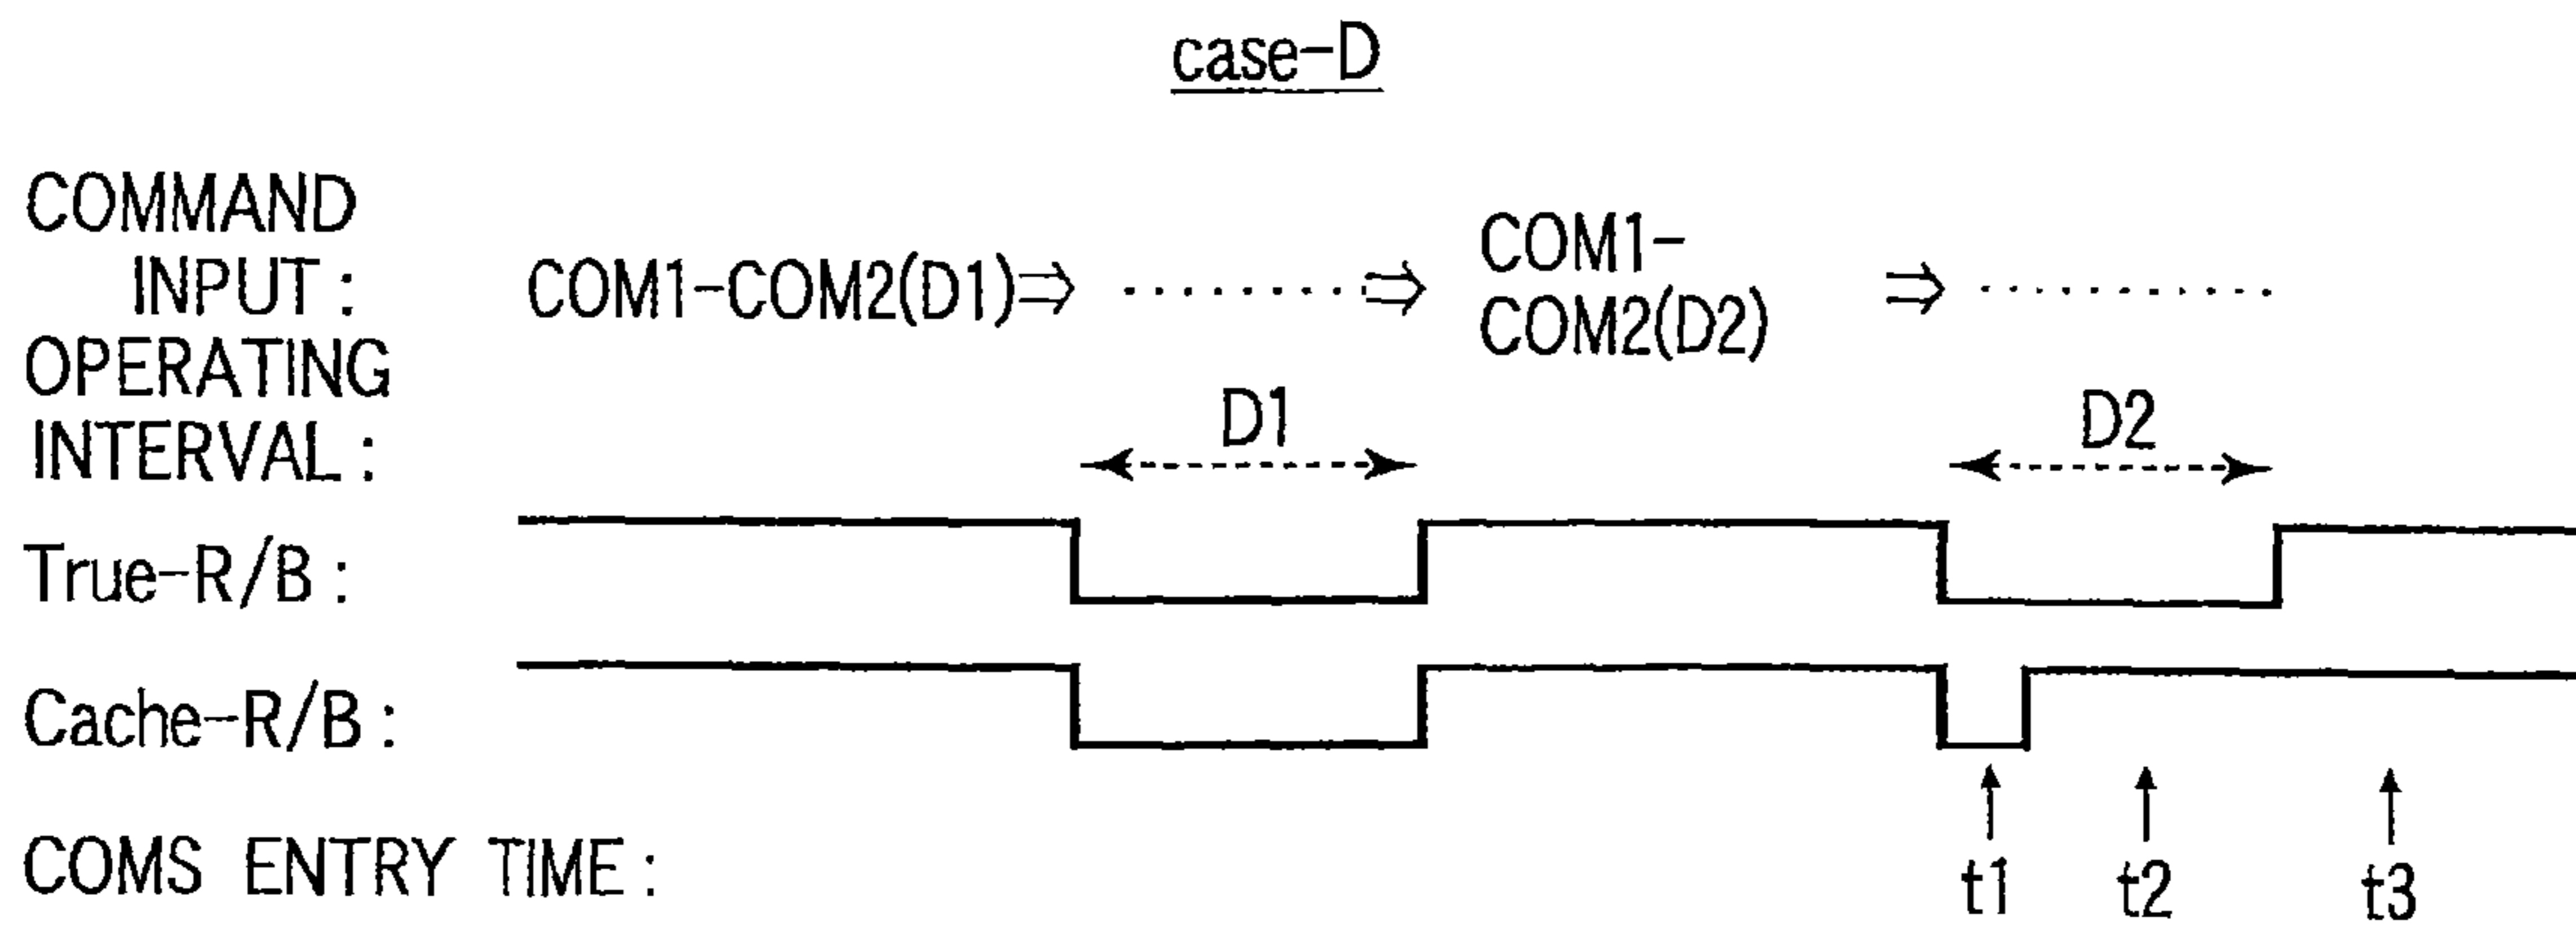 case-D
COMMAND
INPUT :
COM1-COM2(D1)⇒ ..........⇒ COM1-
COM2(D2) ⇒ ..........
OPERATING
INTERVAL :
D1 D2
True-R/B :
Cache-R/B :
COMS ENTRY TIME :
t1 t2 t3